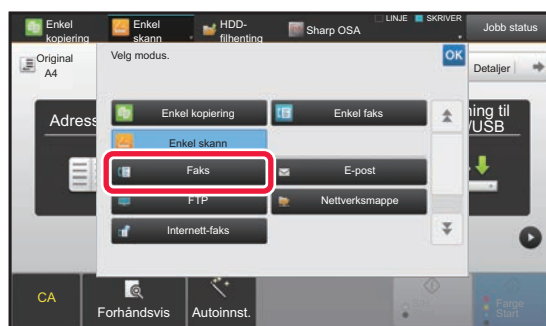 Enkel
kopiering
Enkel
skann
HDD-
filhenting
Sharp OSA
LINJE
SKRIVER
Jobb status
Original
A4
Velg modus.
OK
Detaljer
Adress
ning til
/USB
Enkel kopiering
Enkel faks
Enkel skann
Faks
E-post
FTP
Nettverksmappe
Internett-faks
CA
Forhåndsvis
Autoinnst.
Farge
Start